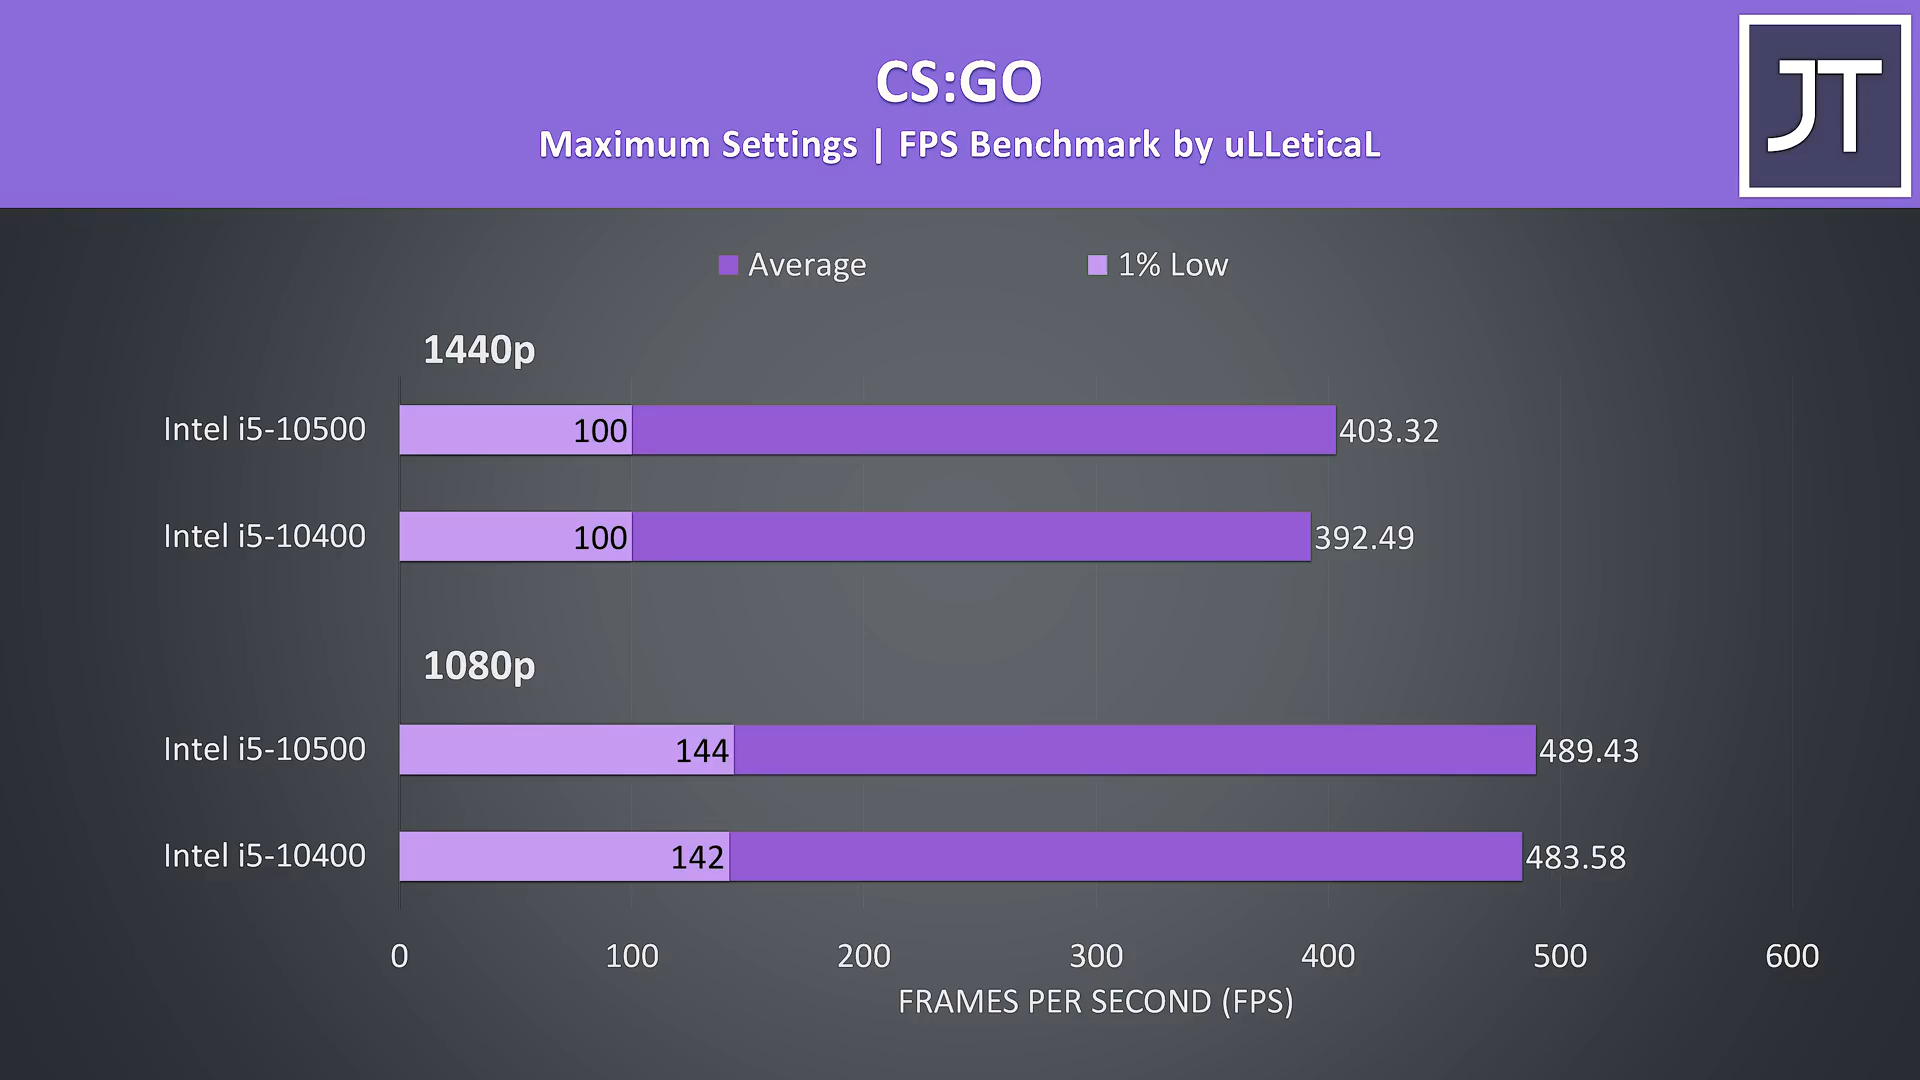 CS:GO
Maximum Settings | FPS Benchmark by uLLeticaL
JT
Average
1% Low
1440p
Intel i5-10500
100
403.32
Intel i5-10400
100
392.49
1080p
Intel i5-10500
144
489.43
Intel i5-10400
142
483.58
0 100 200 300 400 500 600
FRAMES PER SECOND (FPS)